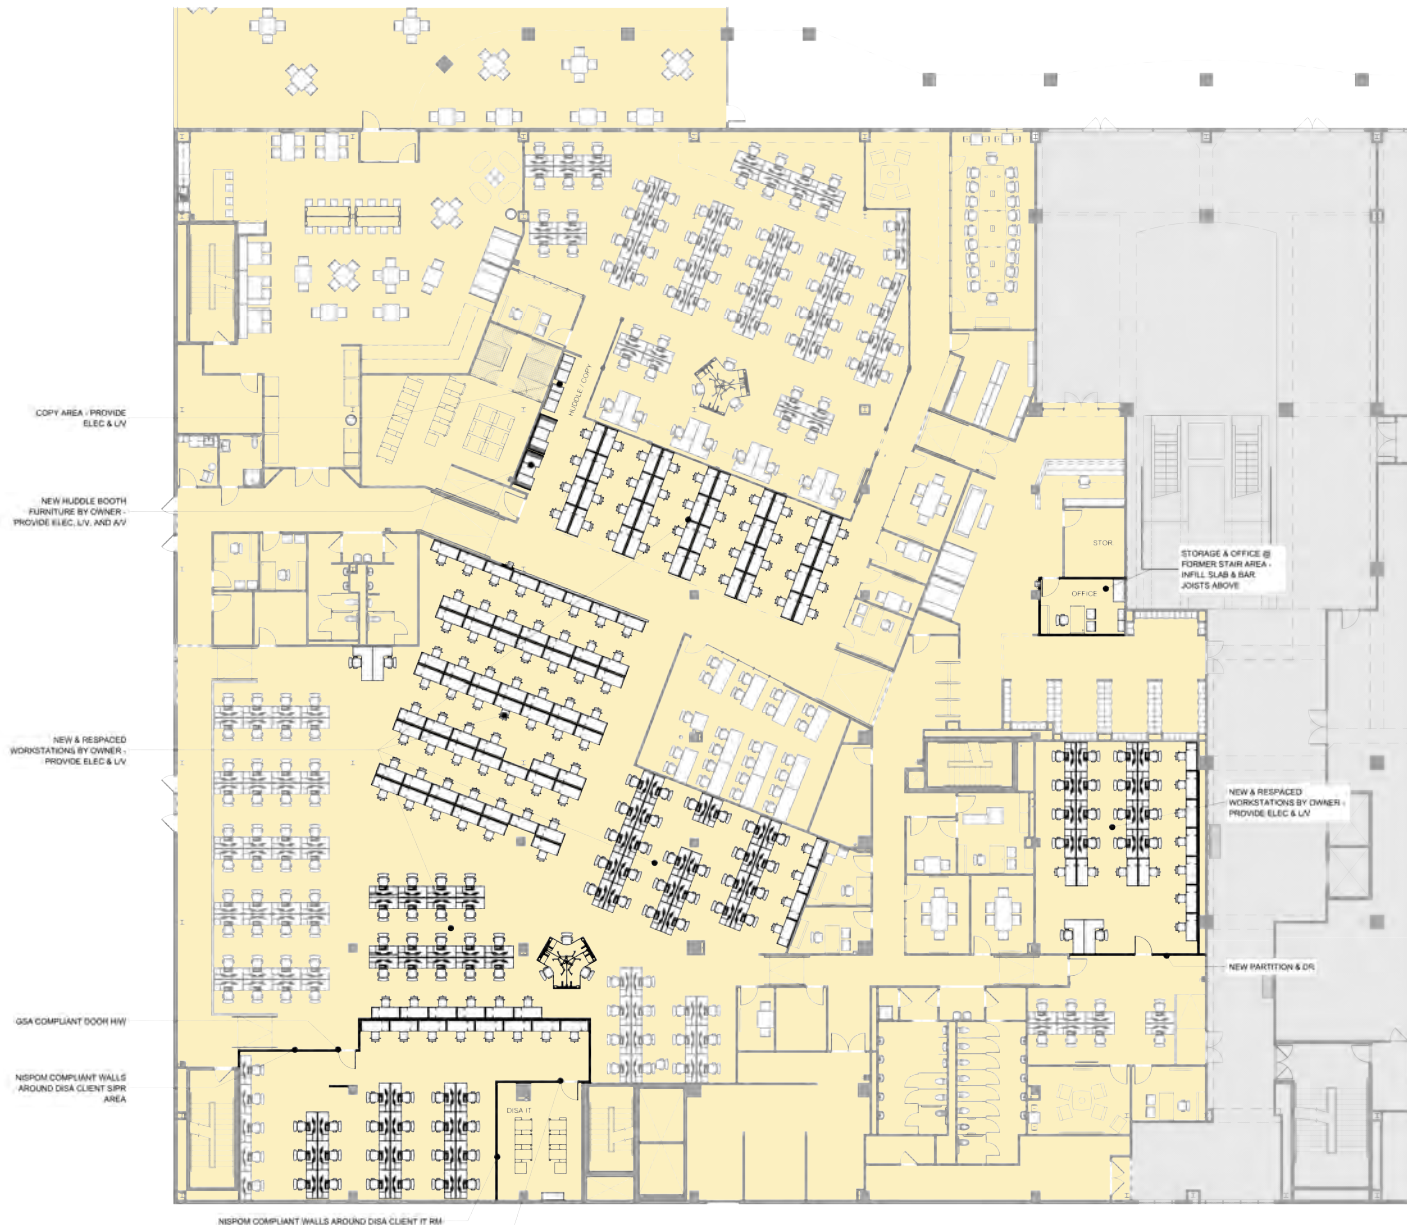 COPY AREA - PROVIDE
ELEC & L/V
HUDDLE / COPY
NEW HUDDLE BOOTH
FURNITURE BY OWNER -
PROVIDE ELEC, L/V, AND A/V
STOR.
STORAGE & OFFICE @
FORMER STAIR AREA -
INFILL SLAB & BAR
JOISTS ABOVE
OFFICE
NEW & RESPACED
WORKSTATIONS BY OWNER -
PROVIDE ELEC & L/V
NEW & RESPACED
WORKSTATIONS BY OWNER -
PROVIDE ELEC & L/V
NEW PARTITION & DR
GSA COMPLIANT DOOR H/W
NISPOM COMPLIANT WALLS
AROUND DISA CLIENT SIPR
AREA
DISA IT
NISPOM COMPLIANT WALLS AROUND DISA CLIENT IT RM